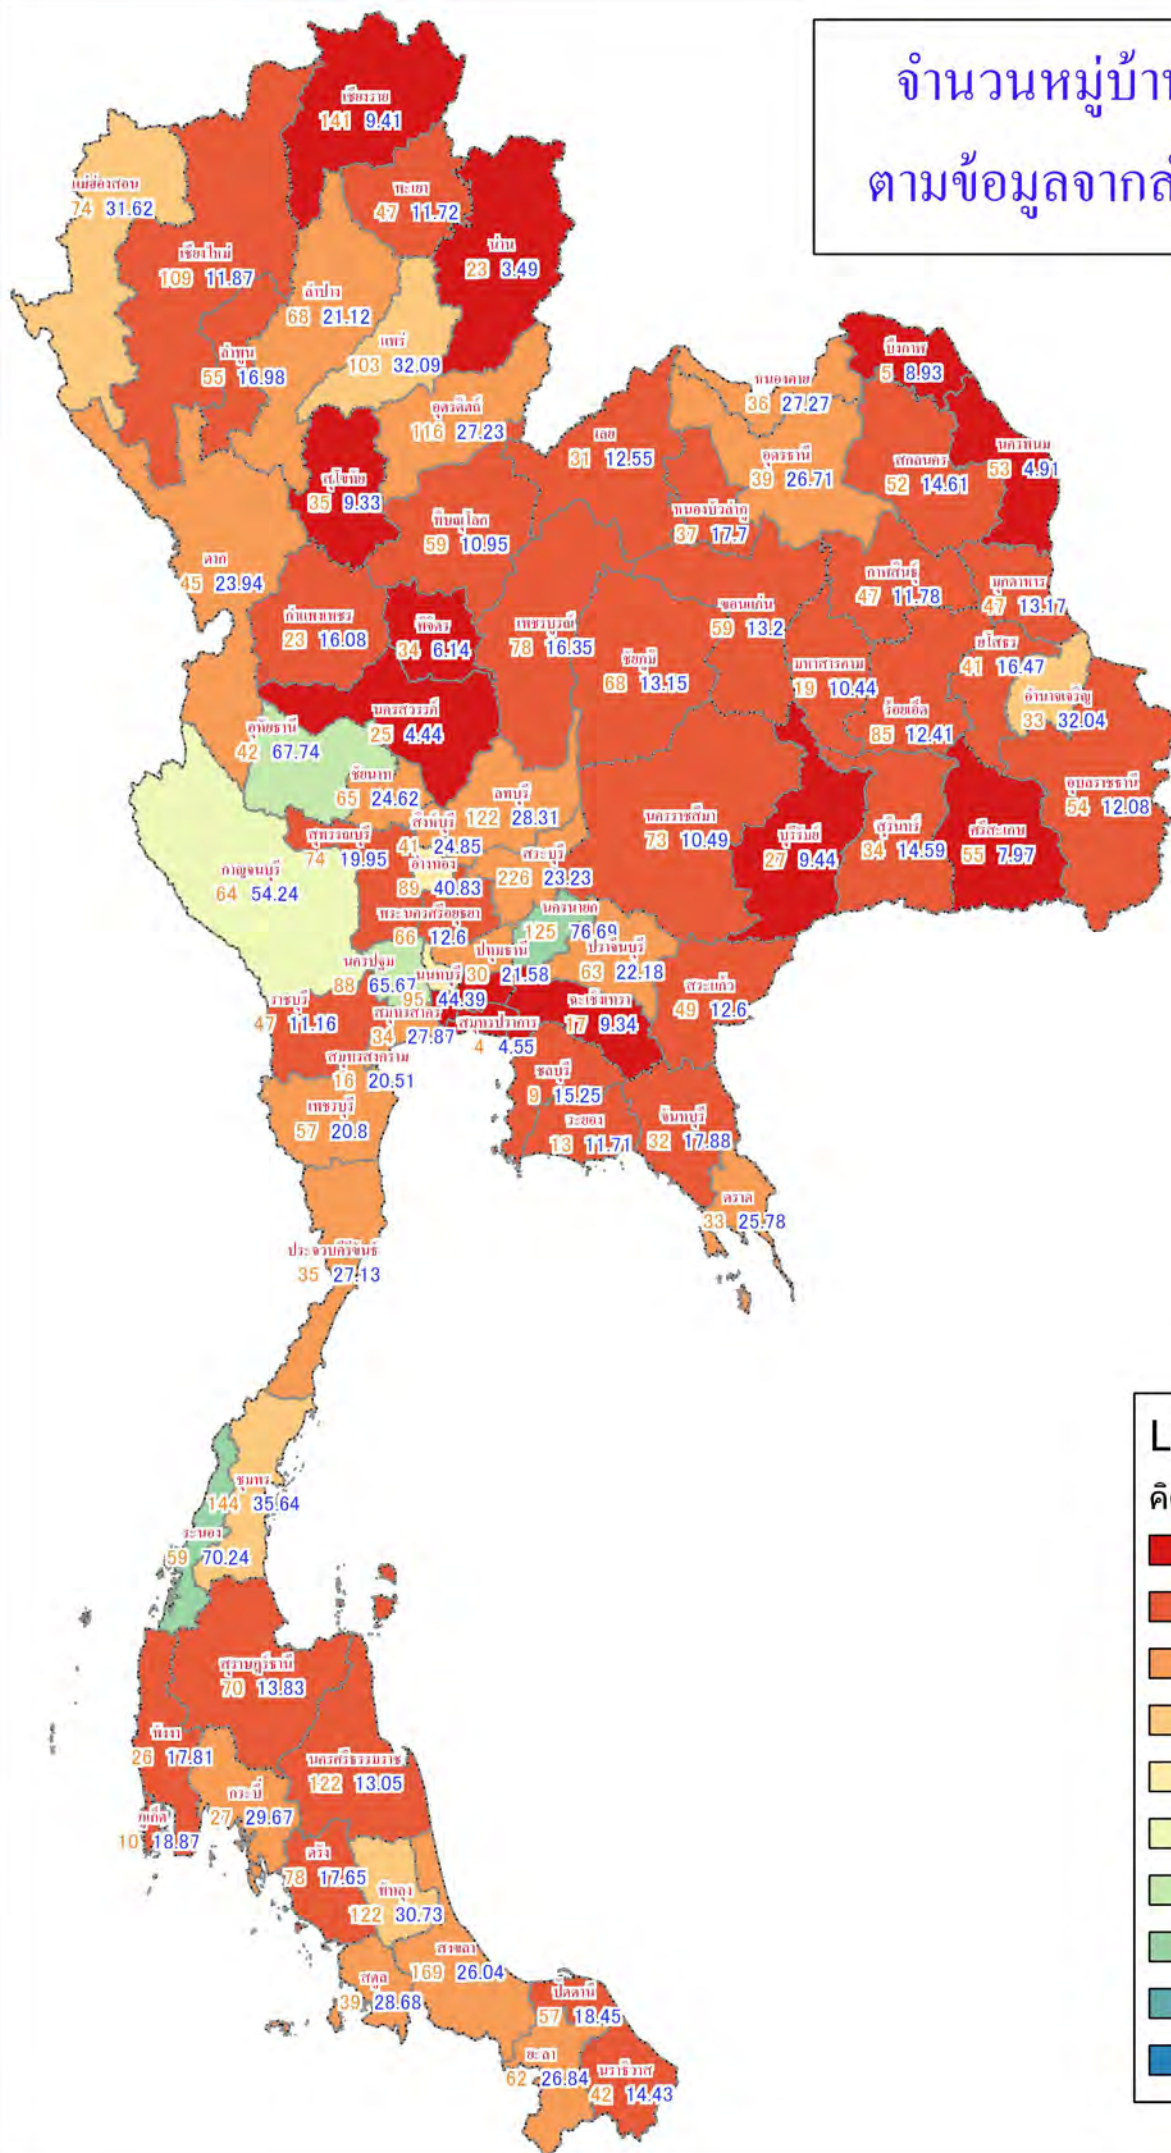 จำนวนหมู่บ้า
ตามข้อมูลจากสำ
เชียงราย
141 9.41
แม่ฮ่องสอน
74 31.62
พะเยา
47 11.72
น่าน
23 3.49
เชียงใหม่
109 11.87
ลำปาง
68 21.12
แพร่
103 32.09
ลำพูน
55 16.98
บึงกาฬ
5 8.93
หนองคาย
36 27.27
อุตรดิตถ์
116 27.23
เลย
31 12.55
อุดรธานี
39 26.71
สกลนคร
52 14.61
นครพนม
53 4.91
สุโขทัย
35 9.33
พิษณุโลก
59 10.95
หนองบัวลำภู
37 17.7
ตาก
45 23.94
กาฬสินธุ์
47 11.78
มุกดาหาร
47 13.17
กำแพงเพชร
23 16.08
พิจิตร
34 6.14
เพชรบูรณ์
78 16.35
ขอนแก่น
59 13.2
ชัยภูมิ
68 13.15
มหาสารคาม
19 10.44
ยโสธร
41 16.47
อำนาจเจริญ
33 32.04
นครสวรรค์
25 4.44
ร้อยเอ็ด
85 12.41
อุทัยธานี
42 67.74
ชัยนาท
65 24.62
ลพบุรี
122 28.31
อุบลราชธานี
54 12.08
สิงห์บุรี
41 24.85
นครราชสีมา
73 10.49
บุรีรัมย์
27 9.44
สุรินทร์
34 14.59
ศรีสะเกษ
55 7.97
สุพรรณบุรี
74 19.95
อ่างทอง
89 40.83
สระบุรี
226 23.23
กาญจนบุรี
64 54.24
พระนครศรีอยุธยา
66 12.6
นครนายก
125 76.69
ปราจีนบุรี
63 22.18
ปทุมธานี
30 21.58
นครปฐม
88 65.67
นนทบุรี
95 44.39
สระแก้ว
49 12.6
ราชบุรี
47 11.16
สมุทรสาคร
34 27.87
สมุทรปราการ
4 4.55
ฉะเชิงเทรา
17 9.34
สมุทรสงคราม
16 20.51
ชลบุรี
9 15.25
เพชรบุรี
57 20.8
ระยอง
13 11.71
จันทบุรี
32 17.88
ตราด
33 25.78
ประจวบคีรีขันธ์
35 27.13
L
คิ
ชุมพร
144 35.64
ระนอง
59 70.24
สุราษฎร์ธานี
70 13.83
พังงา
26 17.81
นครศรีธรรมราช
122 13.05
กระบี่
27 29.67
ภูเก็ต
10 18.87
ตรัง
78 17.65
พัทลุง
122 30.73
สงขลา
169 26.04
สตูล
39 28.68
ปัตตานี
57 18.45
ยะลา
62 26.84
นราธิวาส
42 14.43